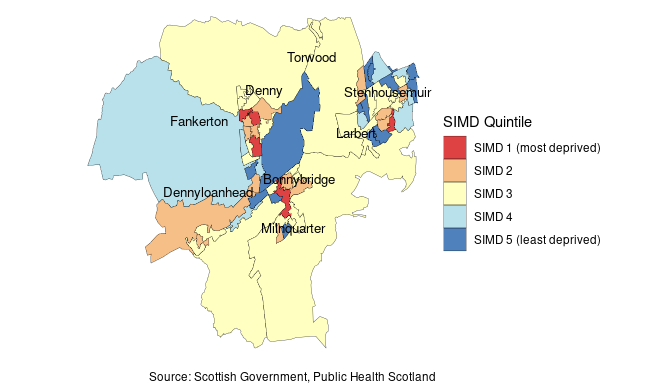 Torwood
Denny
Stenhousemuir
Fankerton
Larbert
Bonnybridge
Dennyloanhead
Milnquarter
SIMD Quintile
SIMD 1 (most deprived)
SIMD 2
SIMD 3
SIMD 4
SIMD 5 (least deprived)
Source: Scottish Government, Public Health Scotland